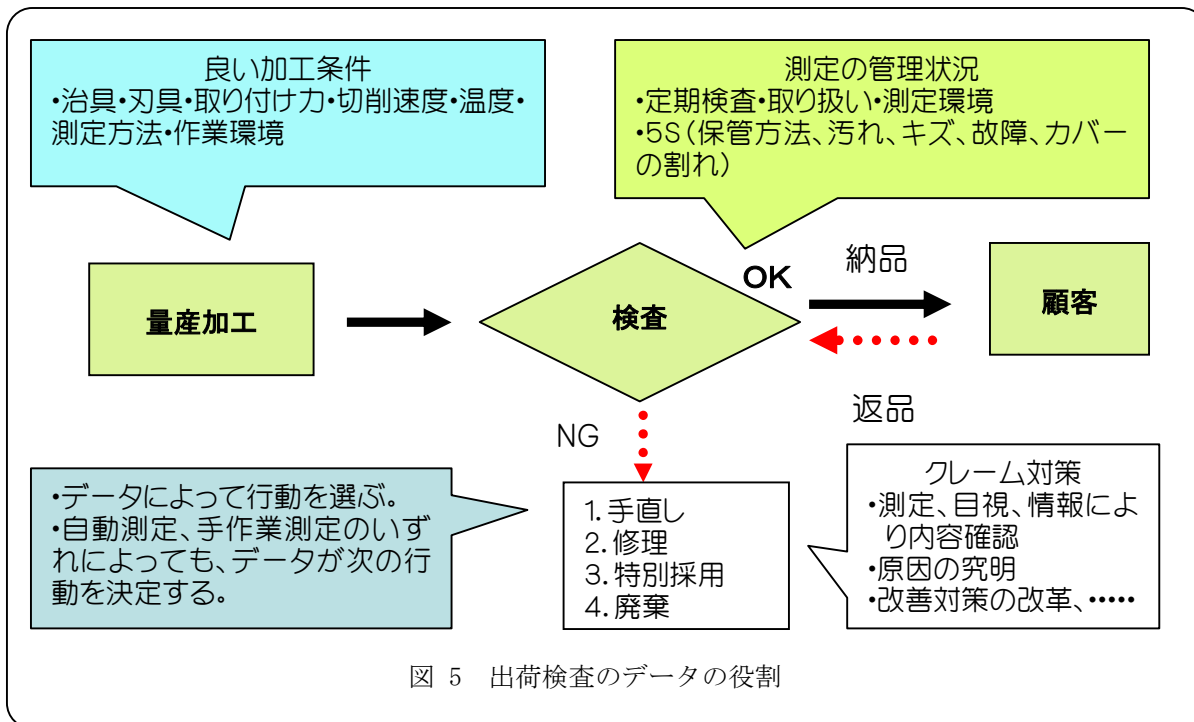 良い加工条件
・治具・刃具・取り付け力・切削速度・温度・
測定方法・作業環境
測定の管理状況
・定期検査・取り扱い・測定環境
・5S(保管方法、汚れ、キズ、故障、カバー
の割れ)
量産加工
検査
OK
納品
顧客
返品
NG
・データによって行動を選ぶ。
・自動測定、手作業測定のいず
れによっても、データが次の行
動を決定する。
1.手直し
2.修理
3.特別採用
4.廃棄
クレーム対策
・測定、目視、情報によ
り内容確認
・原因の究明
・改善対策の改革、・・・・・
図 5 出荷検査のデータの役割